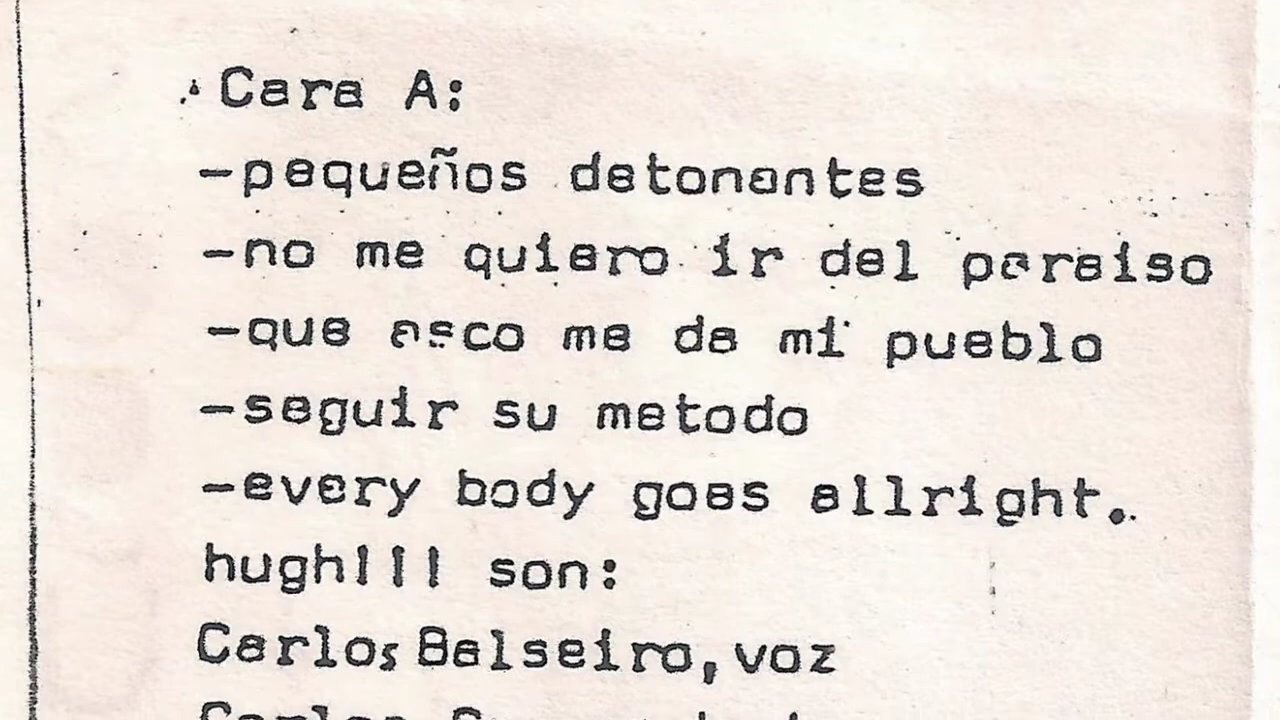 Cara A:
-pequeños detonantes
-no me quiero ir del paraiso
-que asco me da mi pueblo
-seguir su metodo
-every body goes allright.
hugh!!! son:
Carlos Balseiro, voz
Carlos